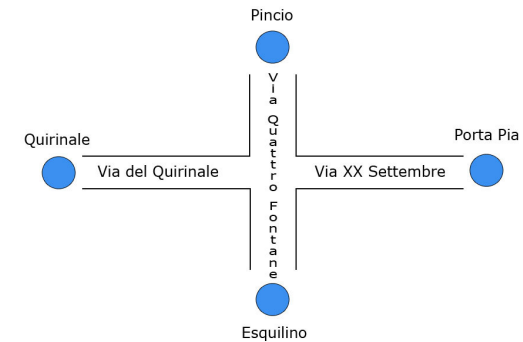 Pincio
Via Quattro Fontane
Quirinale
Porta Pia
Via del Quirinale
Via XX Settembre
Esquilino